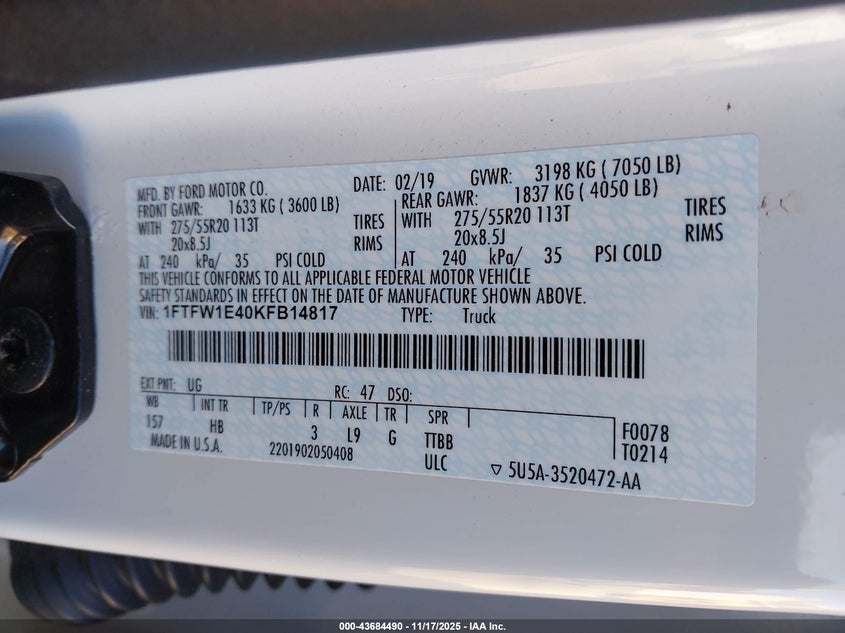 MFD. BY FORD MOTOR CO. DATE: 02/19 GVWR: 3198 KG ( 7050 LB)
FRONT GAWR: 1633 KG ( 3600 LB) REAR GAWR: 1837 KG ( 4050 LB)
WITH 275/55R20 113T TIRES WITH 275/55R20 113T TIRES
20x8.5J RIMS 20x8.5J RIMS
AT 240 kPa/ 35 PSI COLD AT 240 kPa/ 35 PSI COLD
THIS VEHICLE CONFORMS TO ALL APPLICABLE FEDERAL MOTOR VEHICLE
SAFETY STANDARDS IN EFFECT ON THE DATE OF MANUFACTURE SHOWN ABOVE.
VIN: 1FTFW1E40KFB14817 TYPE: Truck
EXT PNT: UG RC: 47 DSO:
WB INT TR TP/PS R AXLE TR SPR
157 HB 3 L9 G TTBB F0078
MADE IN U.S.A. 2201902050408 ULC T0214
5U5A-3520472-AA
000-43684490 — 11/17/2025 — IAA Inc.